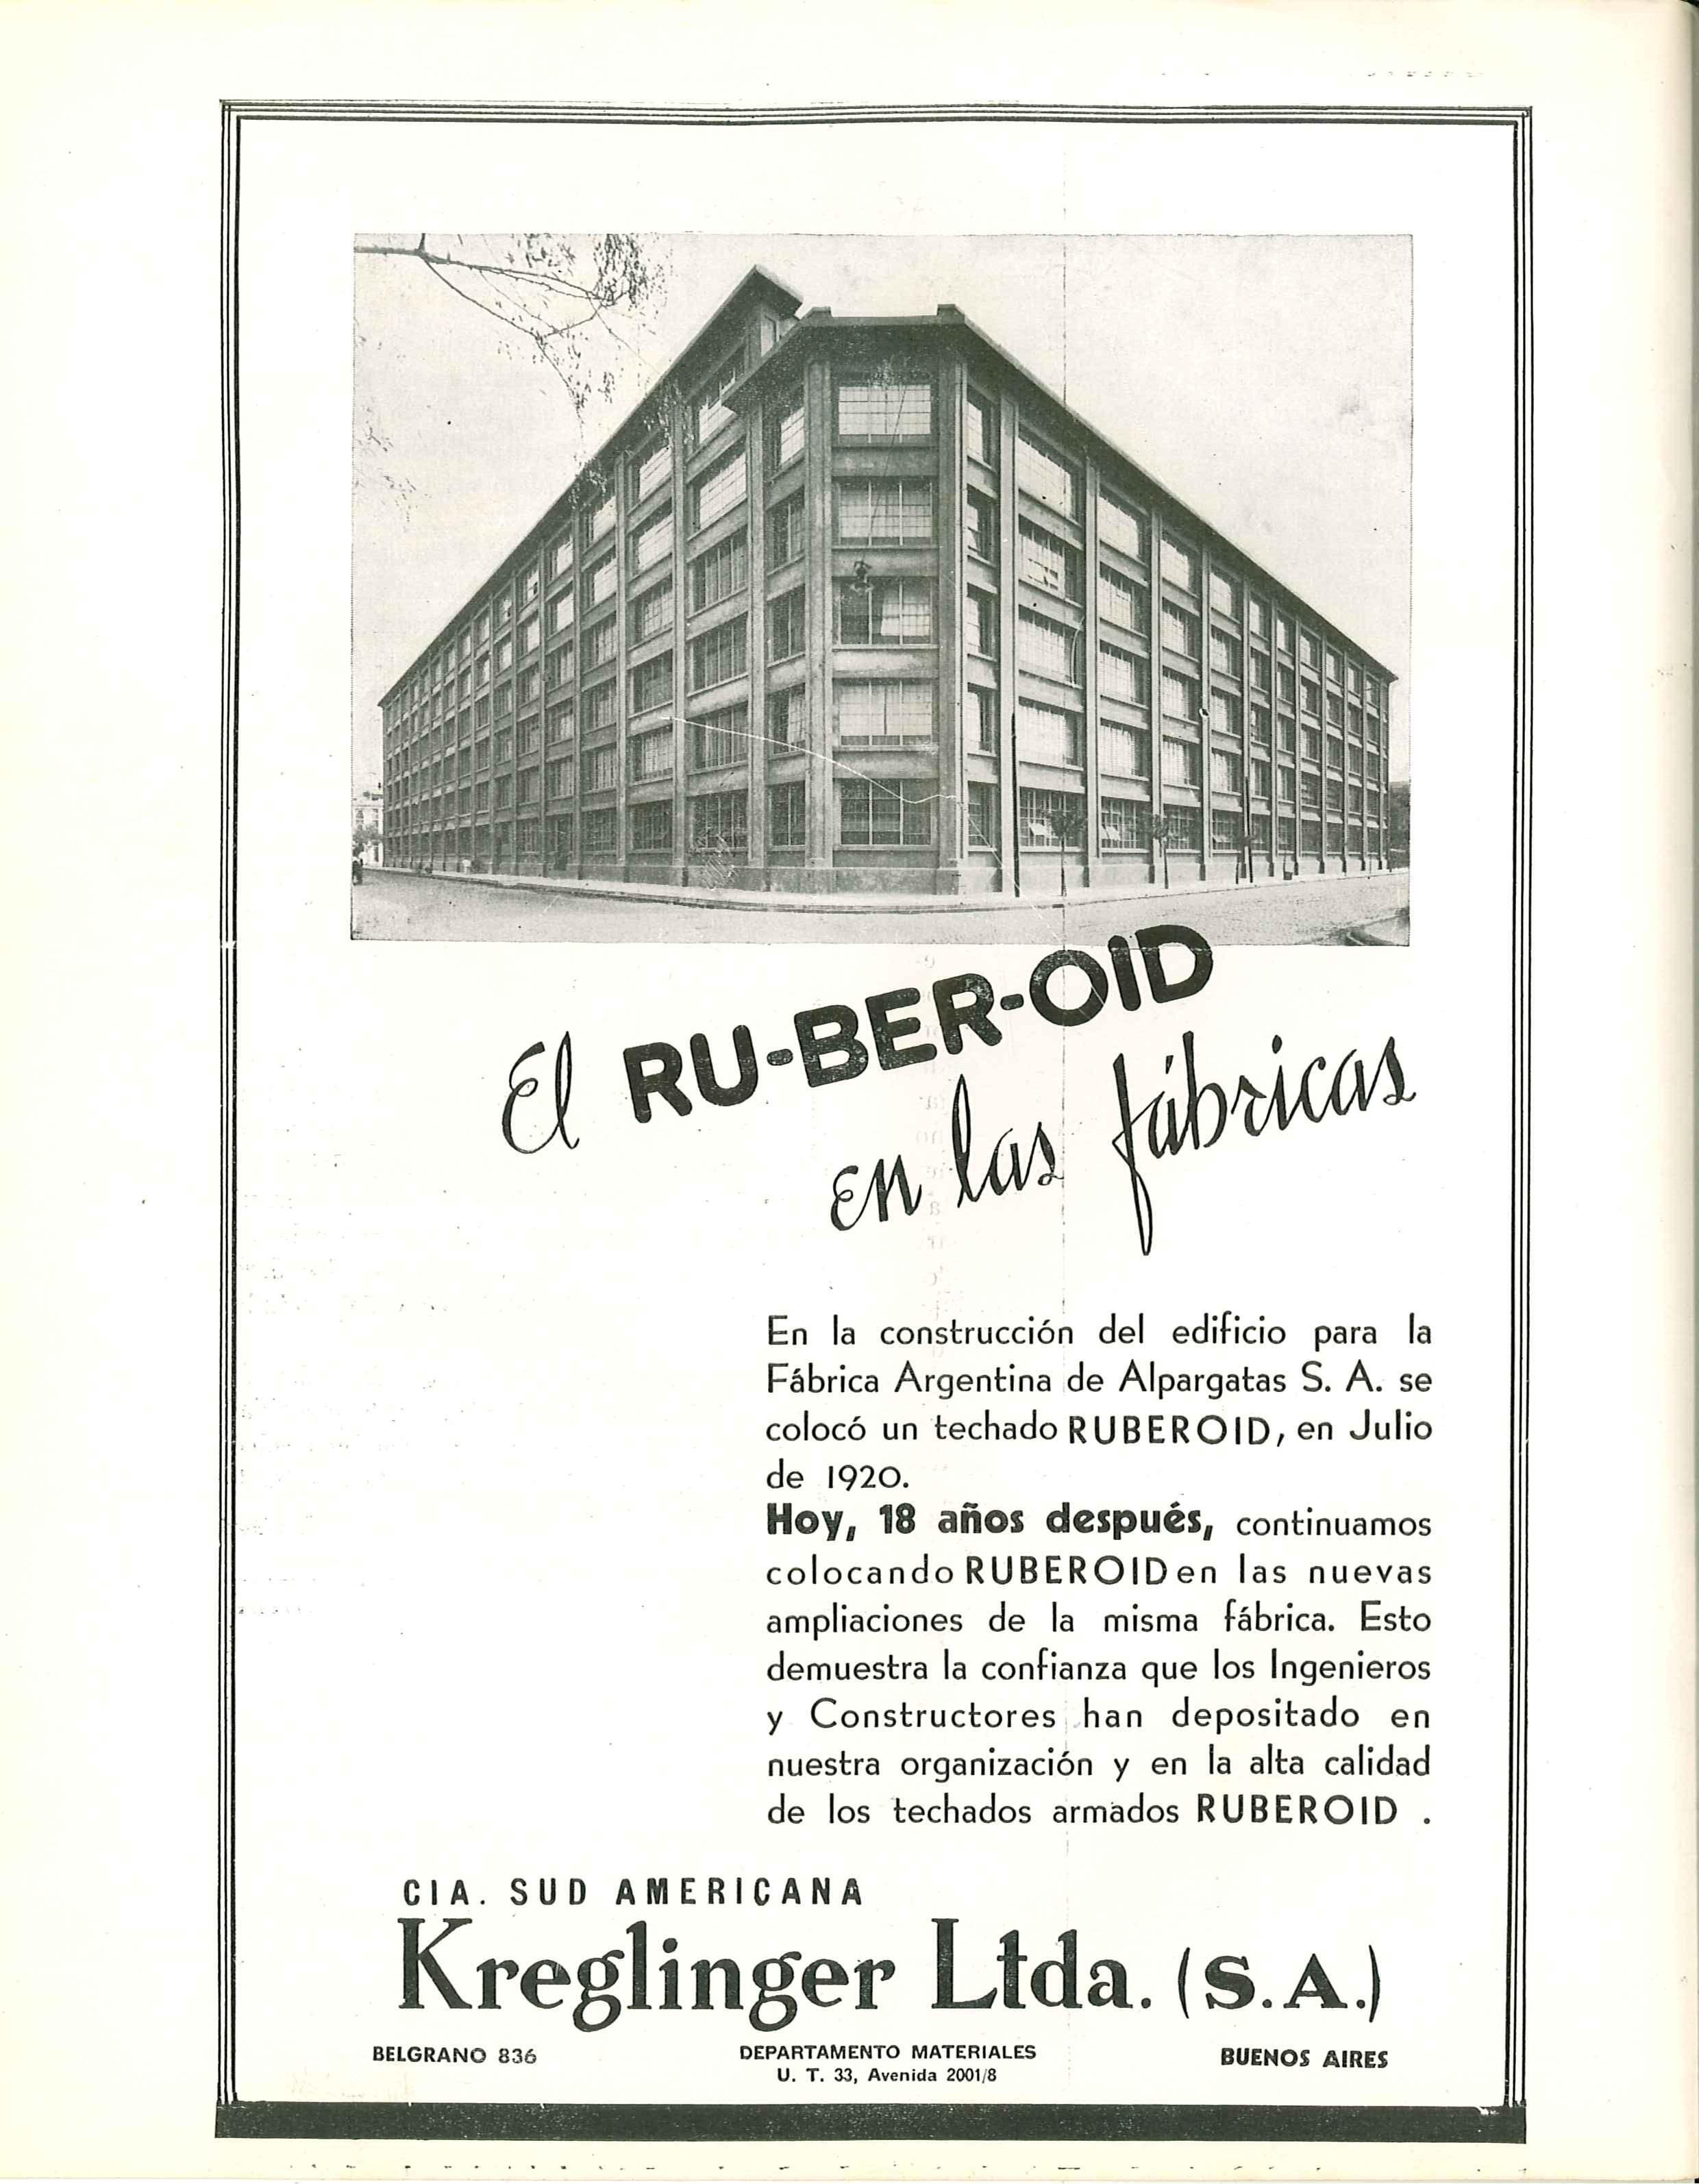 El RU-BER-OID
en las fábricas
En la construcción del edificio para la
Fábrica Argentina de Alpargatas S. A. se
colocó un techado RUBEROID, en Julio
de 1920.
Hoy, 18 años después, continuamos
colocando RUBEROID en las nuevas
ampliaciones de la misma fábrica. Esto
demuestra la confianza que los Ingenieros
y Constructores han depositado en
nuestra organización y en la alta calidad
de los techados armados RUBEROID .
CIA. SUD AMERICANA
Kreglinger Ltda. (S.A.)
BELGRANO 836
DEPARTAMENTO MATERIALES
U. T. 33, Avenida 2001/8
BUENOS AIRES